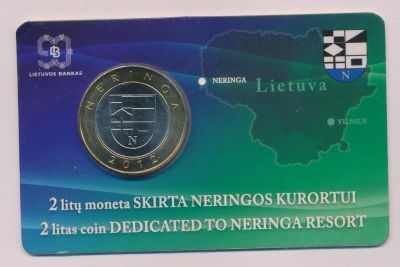 LIETUVOS BANKAS
NERINGA
2012
N
N
NERINGA
Lietuva
VILNIUS
2 litų moneta SKIRTA NERINGOS KURORTUI
2 litas coin DEDICATED TO NERINGA RESORT